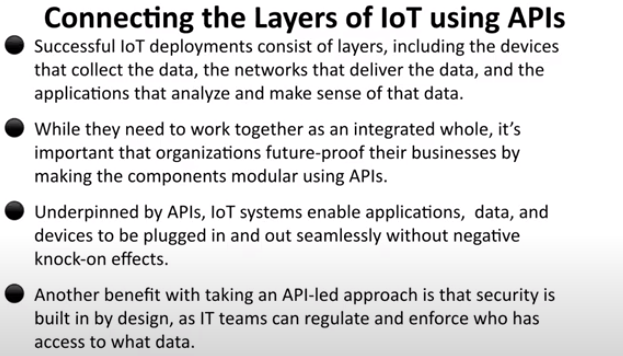 Connecting the Layers of IoT using APIs
● Successful IoT deployments consist of layers, including the devices
that collect the data, the networks that deliver the data, and the
applications that analyze and make sense of that data.
● While they need to work together as an integrated whole, it’s
important that organizations future-proof their businesses by
making the components modular using APIs.
● Underpinned by APIs, IoT systems enable applications, data, and
devices to be plugged in and out seamlessly without negative
knock-on effects.
● Another benefit with taking an API-led approach is that security is
built in by design, as IT teams can regulate and enforce who has
access to what data.